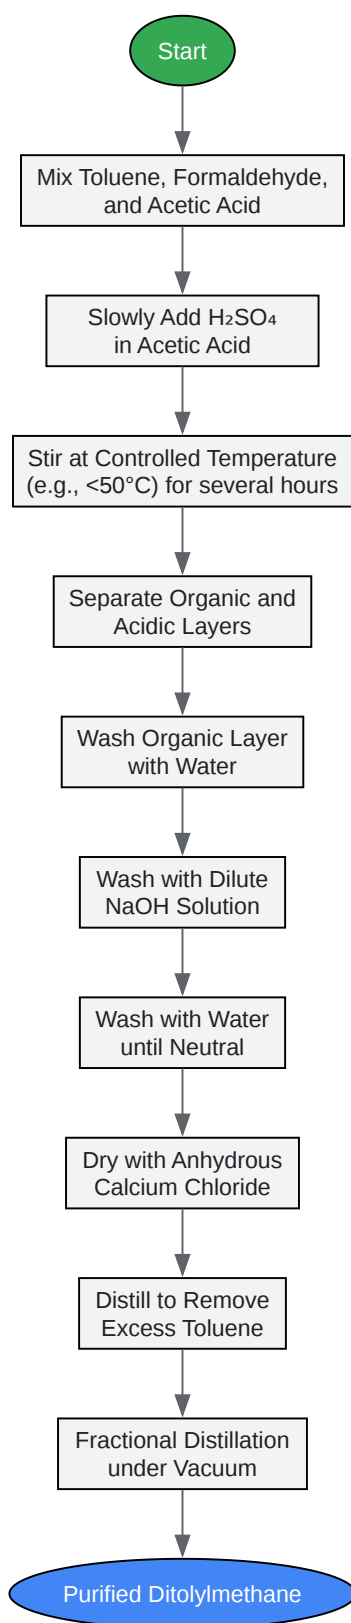 Start
Mix Toluene, Formaldehyde,
and Acetic Acid
Slowly Add H₂SO₄
in Acetic Acid
Stir at Controlled Temperature
(e.g., <50°C) for several hours
Separate Organic and
Acidic Layers
Wash Organic Layer
with Water
Wash with Dilute
NaOH Solution
Wash with Water
until Neutral
Dry with Anhydrous
Calcium Chloride
Distill to Remove
Excess Toluene
Fractional Distillation
under Vacuum
Purified Ditolylmethane